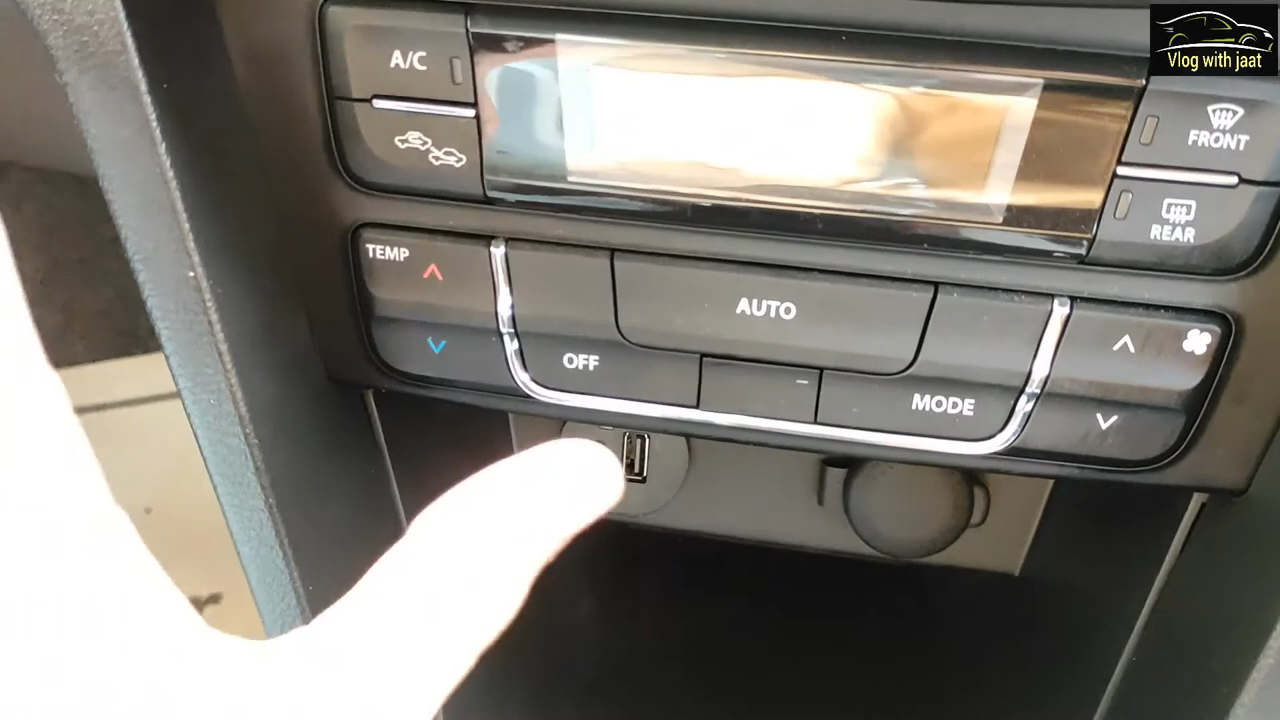 A/C
Vlog with jaat
FRONT
REAR
TEMP
AUTO
OFF
MODE